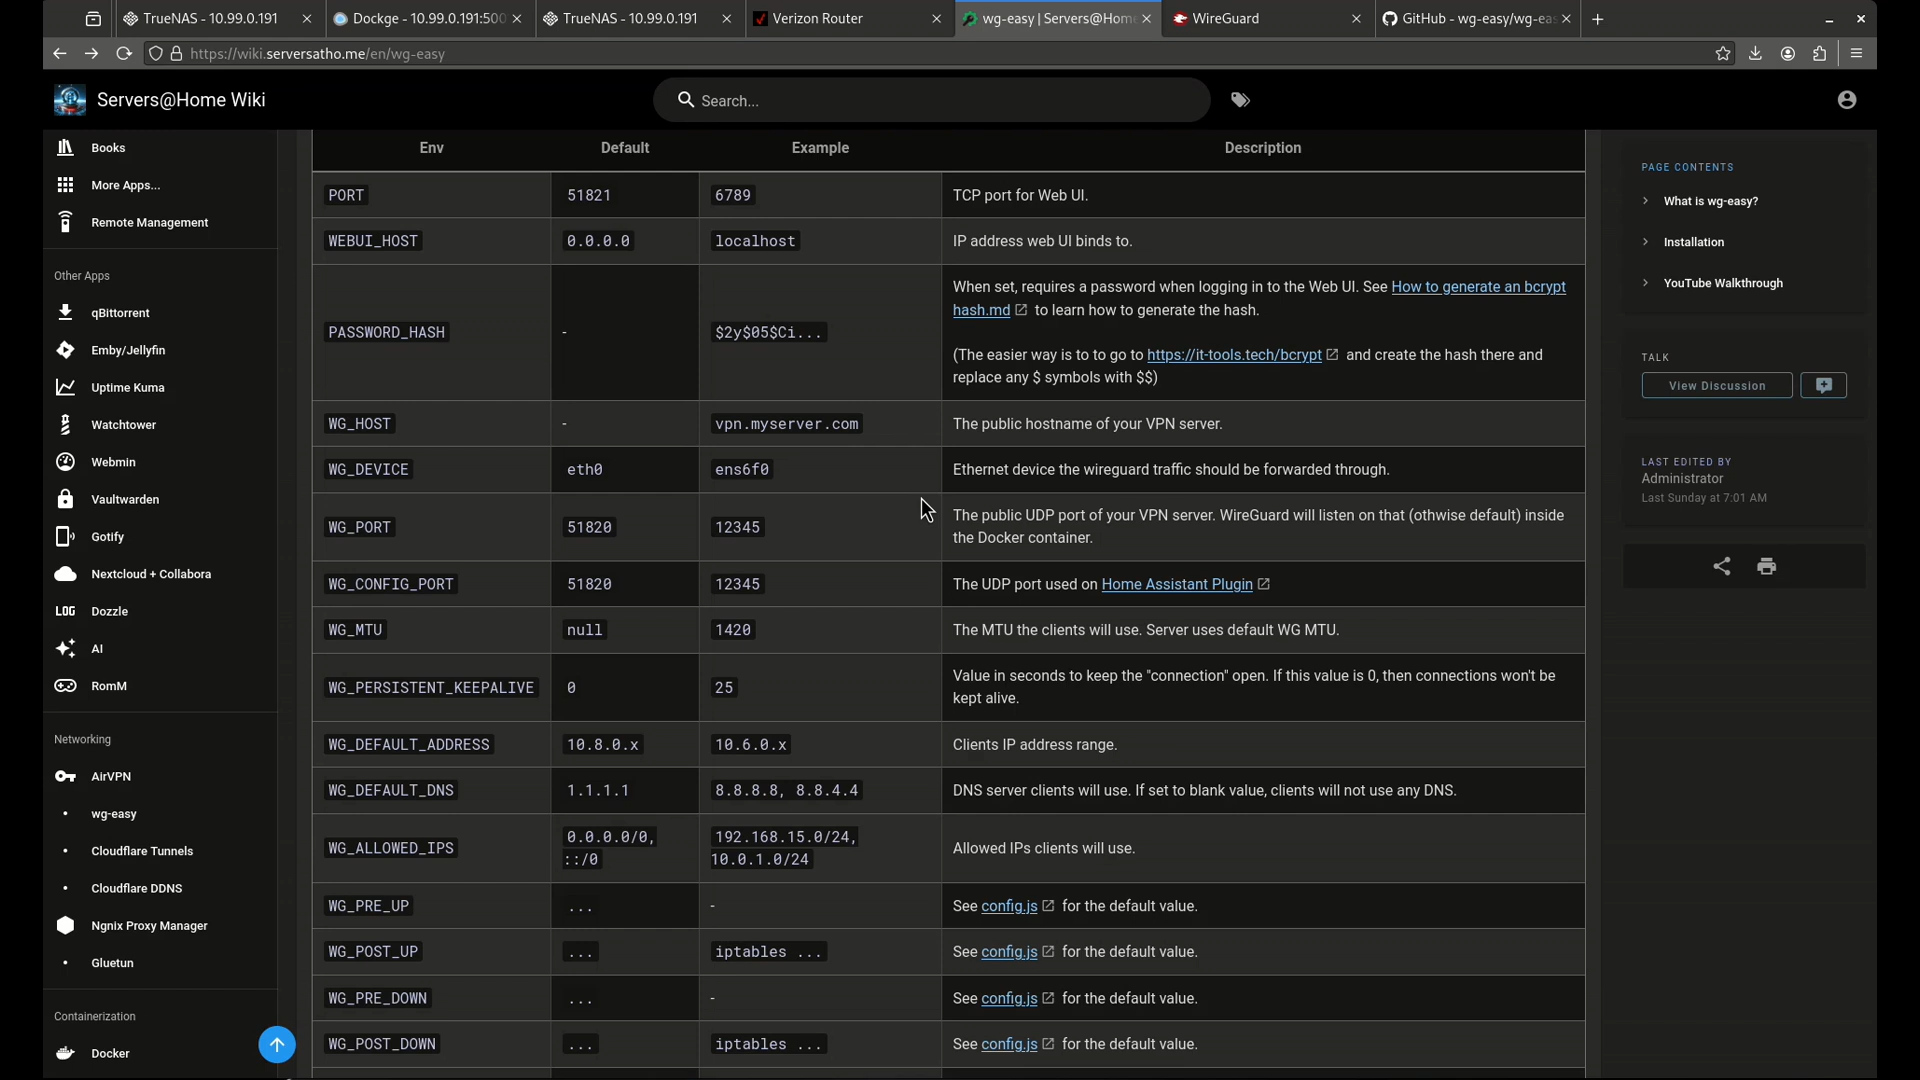 TrueNAS - 10.99.0.191
Dockge - 10.99.0.191:500
TrueNAS - 10.99.0.191
Verizon Router
wg-easy | Servers@Home
WireGuard
GitHub - wg-easy/wg-eas
https://wiki.serversatho.me/en/wg-easy
Servers@Home Wiki
Search...
Books
More Apps...
Remote Management
Other Apps
qBittorrent
Emby/Jellyfin
Uptime Kuma
Watchtower
Webmin
Vaultwarden
Gotify
Nextcloud + Collabora
LOG Dozzle
AI
RomM
Networking
AirVPN
wg-easy
Cloudflare Tunnels
Cloudflare DDNS
Ngnix Proxy Manager
Gluetun
Containerization
Docker
Env Default Example Description
PORT 51821 6789 TCP port for Web UI.
WEBUI_HOST 0.0.0.0 localhost IP address web UI binds to.
PASSWORD_HASH - $2y$05$Ci... When set, requires a password when logging in to the Web UI. See How to generate an bcrypt
hash.md to learn how to generate the hash.
(The easier way is to to go to https://it-tools.tech/bcrypt and create the hash there and
replace any $ symbols with $$)
WG_HOST - vpn.myserver.com The public hostname of your VPN server.
WG_DEVICE eth0 ens6f0 Ethernet device the wireguard traffic should be forwarded through.
WG_PORT 51820 12345 The public UDP port of your VPN server. WireGuard will listen on that (othwise default) inside
the Docker container.
WG_CONFIG_PORT 51820 12345 The UDP port used on Home Assistant Plugin
WG_MTU null 1420 The MTU the clients will use. Server uses default WG MTU.
WG_PERSISTENT_KEEPALIVE 0 25 Value in seconds to keep the "connection" open. If this value is 0, then connections won't be
kept alive.
WG_DEFAULT_ADDRESS 10.8.0.x 10.6.0.x Clients IP address range.
WG_DEFAULT_DNS 1.1.1.1 8.8.8.8, 8.8.4.4 DNS server clients will use. If set to blank value, clients will not use any DNS.
WG_ALLOWED_IPS 0.0.0.0/0, 192.168.15.0/24, Allowed IPs clients will use.
::/0 10.0.1.0/24
WG_PRE_UP ... - See config.js for the default value.
WG_POST_UP ... iptables ... See config.js for the default value.
WG_PRE_DOWN ... - See config.js for the default value.
WG_POST_DOWN ... iptables ... See config.js for the default value.
PAGE CONTENTS
What is wg-easy?
Installation
YouTube Walkthrough
TALK
View Discussion
LAST EDITED BY
Administrator
Last Sunday at 7:01 AM